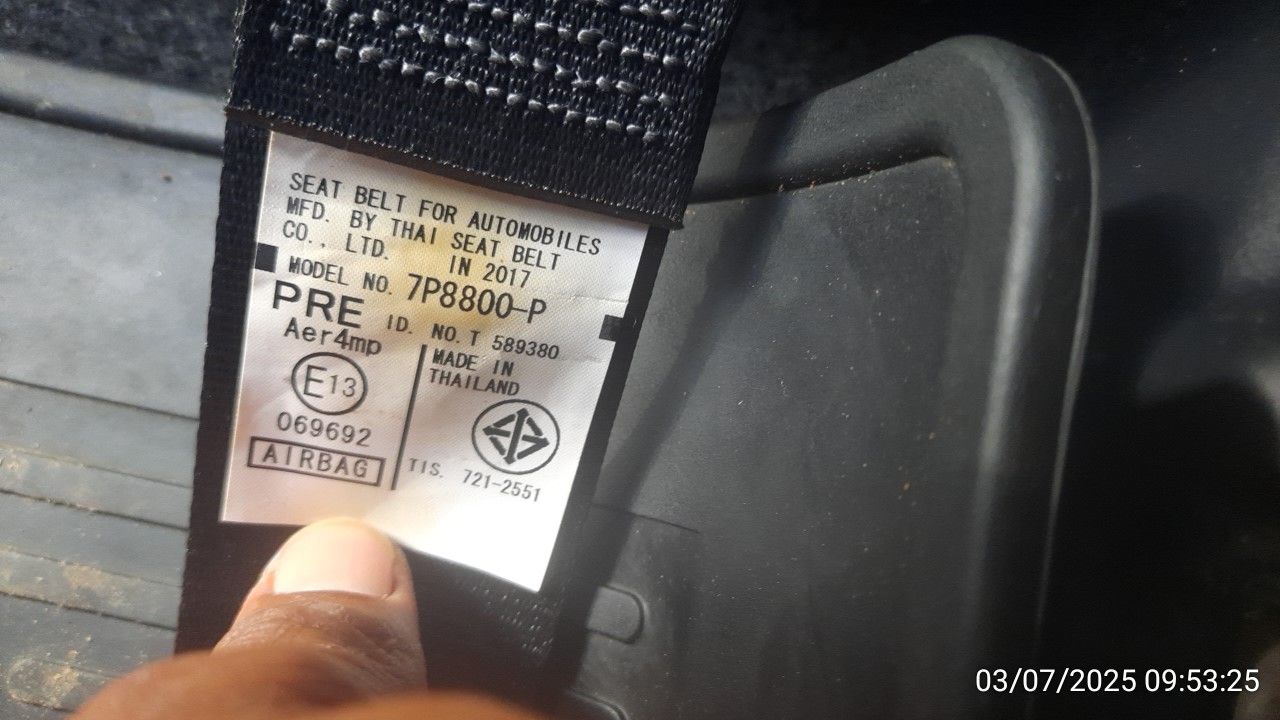 SEAT BELT FOR AUTOMOBILES
MFD. BY THAI SEAT BELT
CO., LTD. IN 2017
MODEL NO. 7P8800-P
PRE ID. NO. T 589380
Aer4mp
MADE IN
THAILAND
E13
069692
AIRBAG
TIS. 721-2551
03/07/2025 09:53:25